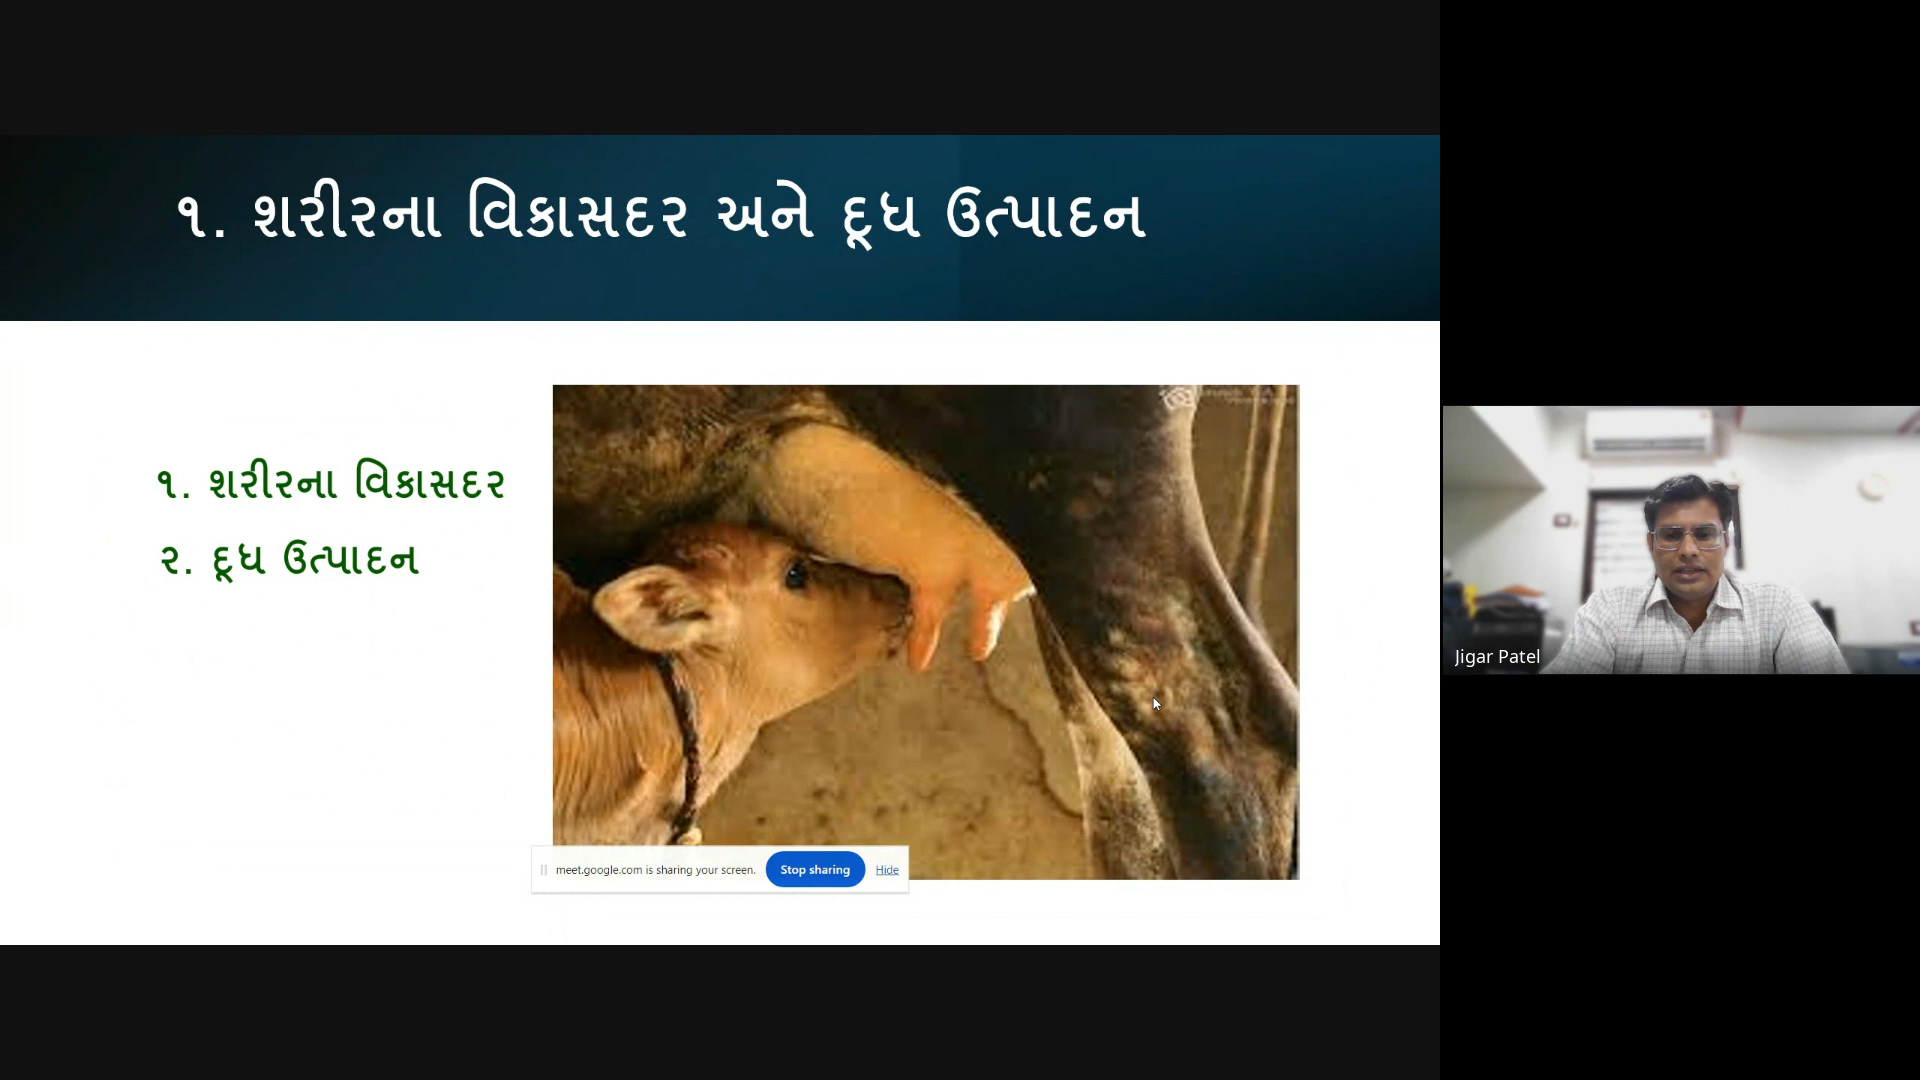 ૧. શરીરના વિકાસદર અને દૂધ ઉત્પાદન
૧. શરીરના વિકાસદર
૨. દૂધ ઉત્પાદન
meet.google.com is sharing your screen. Stop sharing Hide
Jigar Patel